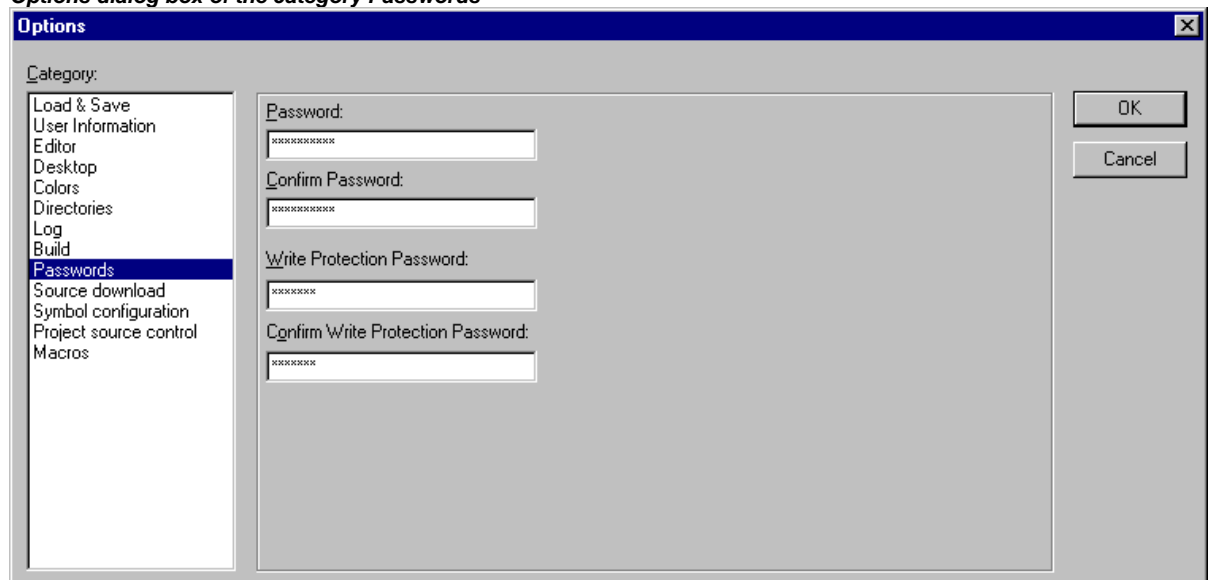 Options dialog box of the category Passwords
Options
Category:
Load & Save
User Information
Editor
Desktop
Colors
Directories
Log
Build
Passwords
Source download
Symbol configuration
Project source control
Macros
Password:
**********
Confirm Password:
**********
Write Protection Password:
*******
Confirm Write Protection Password:
*******
OK
Cancel